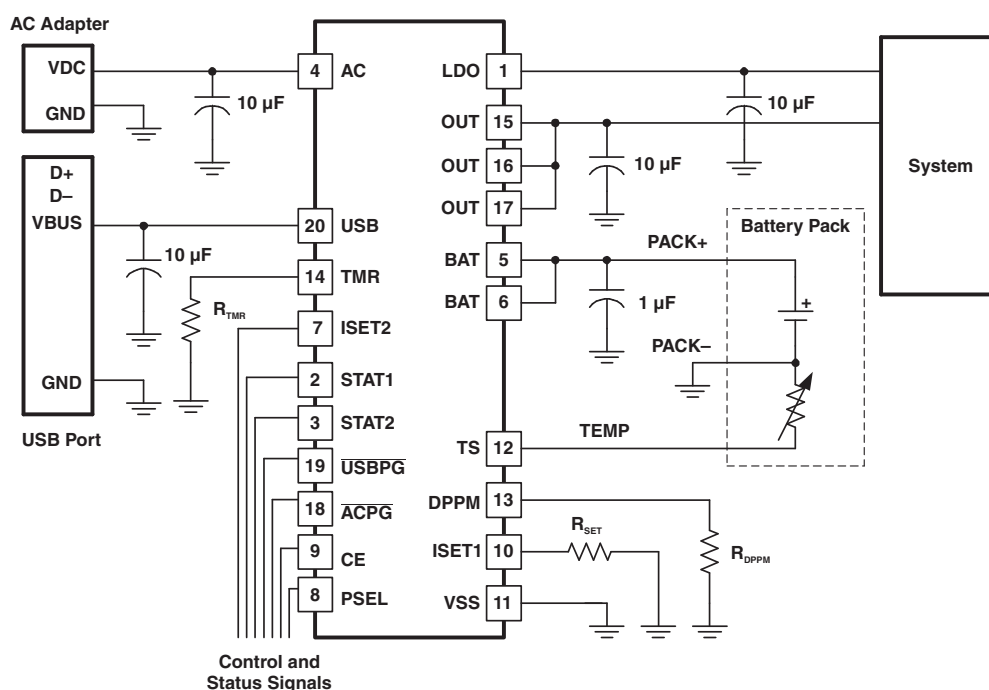 AC Adapter
VDC
GND
10 µF
4 AC
D+
D–
VBUS
GND
USB Port
10 µF
R_TMR
20 USB
14 TMR
7 ISET2
2 STAT1
3 STAT2
19 USBPG
18 ACPG
9 CE
8 PSEL
Control and
Status Signals
LDO 1
OUT 15
OUT 16
OUT 17
BAT 5
BAT 6
TS 12
DPPM 13
ISET1 10
VSS 11
10 µF
10 µF
System
PACK+
Battery Pack
1 µF
+
PACK–
TEMP
R_SET
R_DPPM